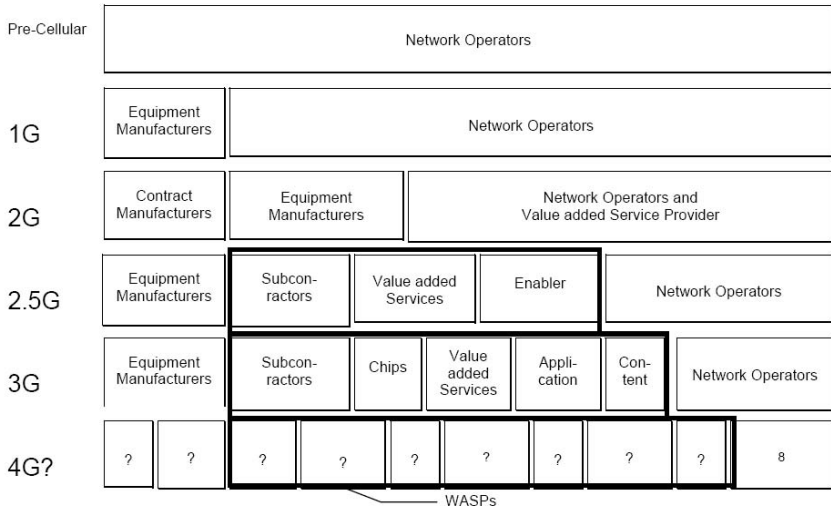 Pre-Cellular
Network Operators
1G
Equipment
Manufacturers
Network Operators
2G
Contract
Manufacturers
Equipment
Manufacturers
Network Operators and
Value added Service Provider
2.5G
Equipment
Manufacturers
Subcon-
ractors
Value added
Services
Enabler
Network Operators
3G
Equipment
Manufacturers
Subcon-
ractors
Chips
Value
added
Services
Appli-
cation
Con-
tent
Network Operators
4G?
?
?
?
?
?
?
?
?
?
8
WASPs